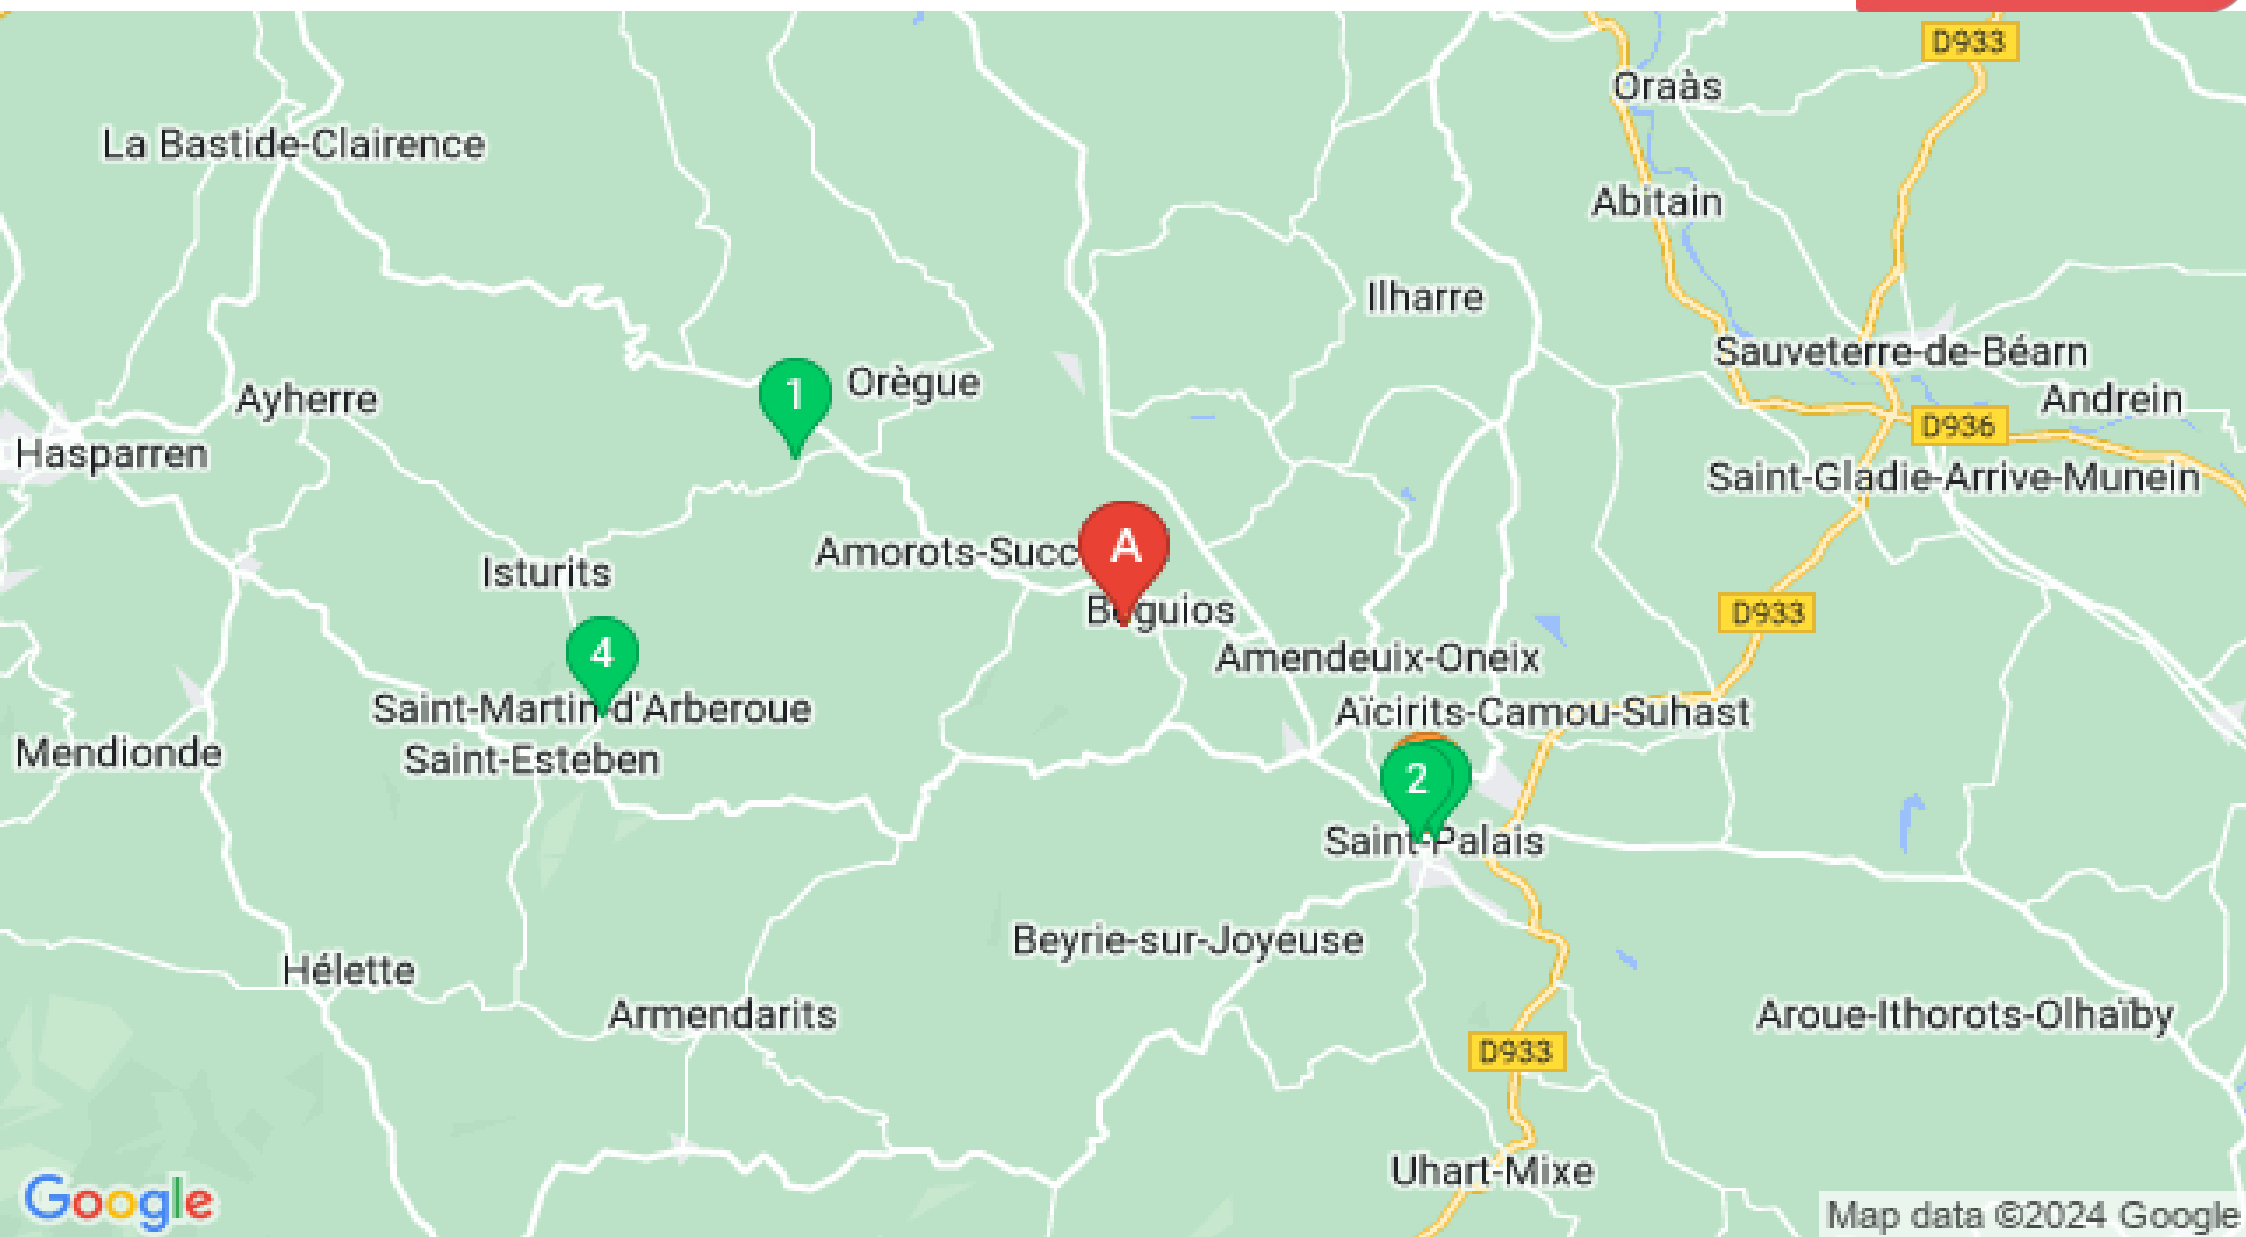 D933
Oraàs
La Bastide-Clairence
Abitain
Ilharre
Sauveterre-de-Béarn
1
Orègue
Ayherre
Andrein
D936
Hasparren
Saint-Gladie-Arrive-Munein
A
Amorots-Succ
Isturits
Béguios
D933
4
Amendeuix-Oneix
Saint-Martin-d'Arberoue
Aïcirits-Camou-Suhast
Mendionde
Saint-Esteben
2
Saint-Palais
Beyrie-sur-Joyeuse
Hélette
Armendarits
Aroue-Ithorots-Olhaïby
D933
Uhart-Mixe
Google
Map data ©2024 Google